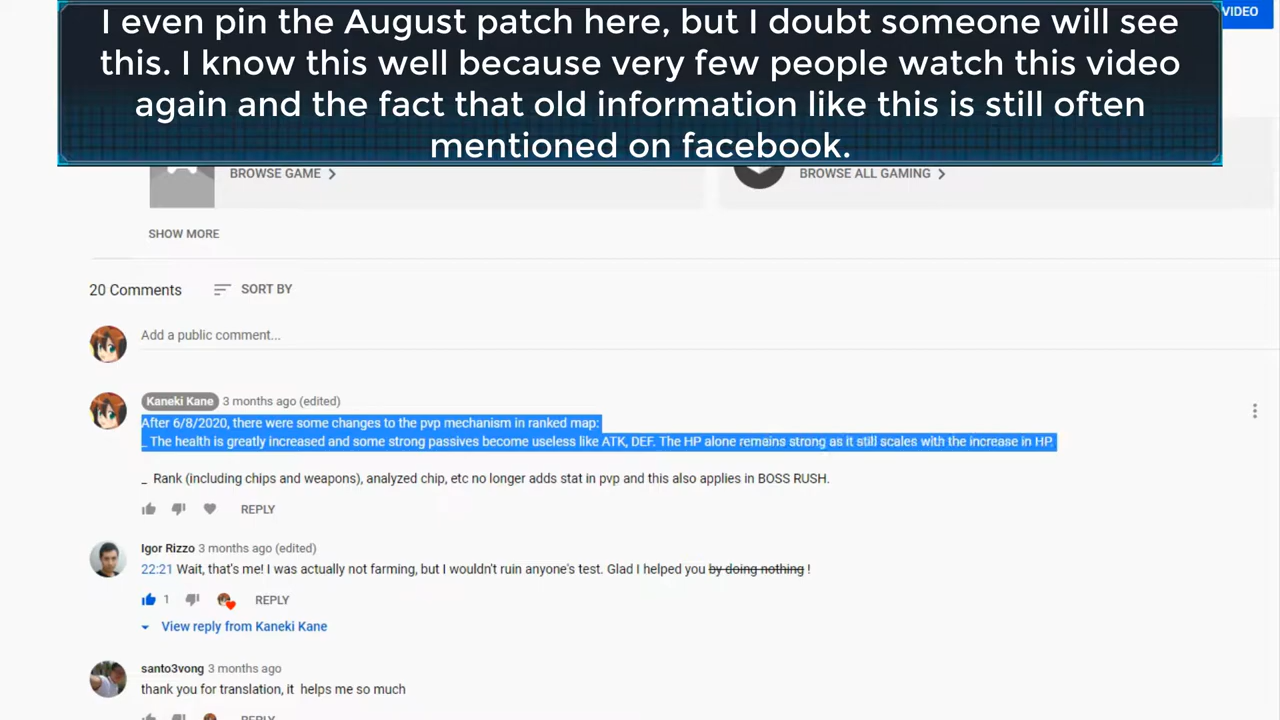 I even pin the August patch here, but I doubt someone will see
this. I know this well because very few people watch this video
again and the fact that old information like this is still often
mentioned on facebook.
VIDEO
BROWSE GAME
BROWSE ALL GAMING
SHOW MORE
20 Comments SORT BY
Add a public comment...
Kaneki Kane 3 months ago (edited)
After 6/8/2020, there were some changes to the pvp mechanism in ranked map:
_ The health is greatly increased and some strong passives become useless like ATK, DEF. The HP alone remains strong as it still scales with the increase in HP.
_ Rank (including chips and weapons), analyzed chip, etc no longer adds stat in pvp and this also applies in BOSS RUSH.
REPLY
Igor Rizzo 3 months ago (edited)
22:21 Wait, that's me! I was actually not farming, but I wouldn't ruin anyone's test. Glad I helped you by doing nothing !
1 REPLY
View reply from Kaneki Kane
santo3vong 3 months ago
thank you for translation, it helps me so much
REPLY